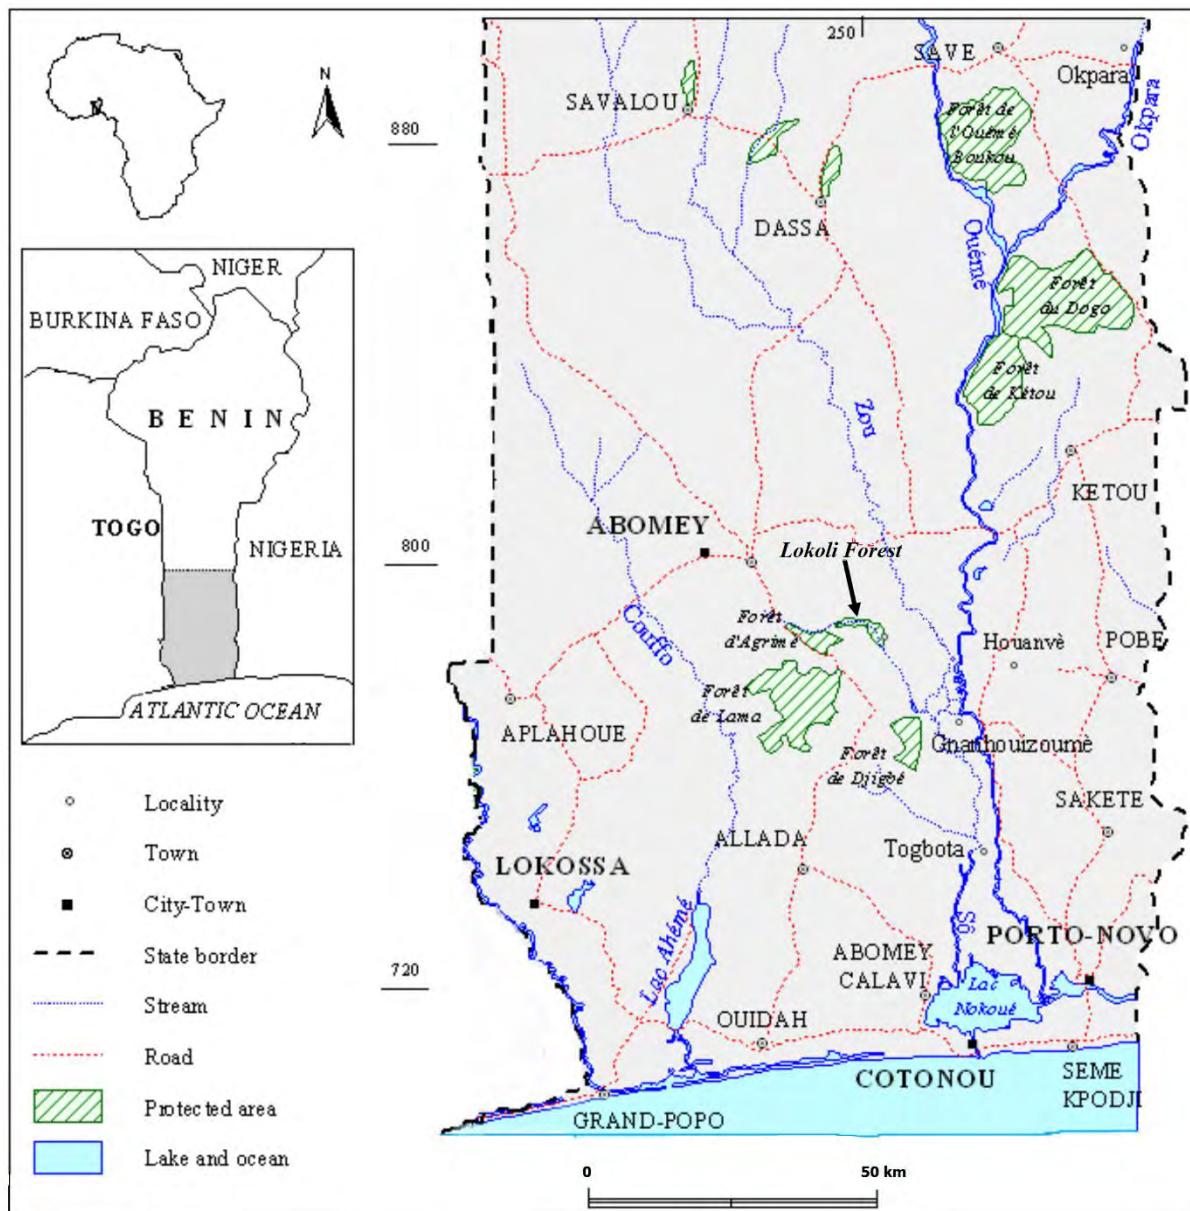 N
880
800
720
250
NIGER
BURKINA FASO
BENIN
TOGO
NIGERIA
ATLANTIC OCEAN
Locality
Town
City-Town
State border
Stream
Road
Protected area
Lake and ocean
SAVE
Okpara
Okpara
SAVALOU
Forêt de
l'Ouémé
Boukou
DASSA
Ouémé
Forêt
du Dogo
Forêt
de Kétou
Zou
KETOU
ABOMEY
Lokoli Forest
Couffo
Forêt
d'Agrimé
Houanvè
POBE
Forêt
de Lama
APLAHOUE
Gnanhouizoumè
Forêt
de Djigbé
SAKETE
ALLADA
Togbota
LOKOSSA
Lac Ahémé
Sô
PORTO-NOVO
ABOMEY
CALAVI
Lac
Nokoué
OUIDAH
COTONOU
SEME
KPODJI
GRAND-POPO
0
50 km